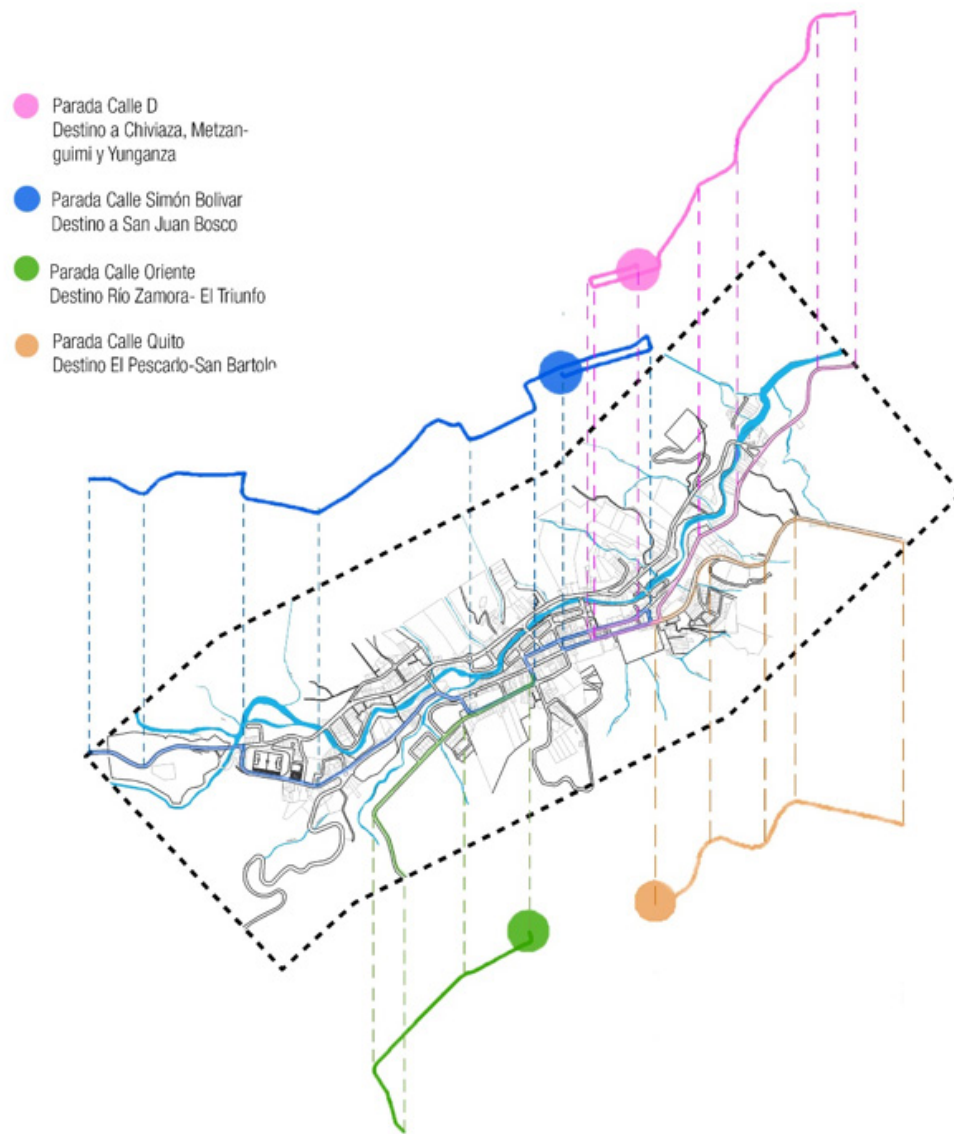 Parada Calle D
Destino a Chiviaza, Metzan-
guimi y Yunganza
Parada Calle Simón Bolivar
Destino a San Juan Bosco
Parada Calle Oriente
Destino Río Zamora- El Triunfo
Parada Calle Quito
Destino El Pescado-San Bartolo